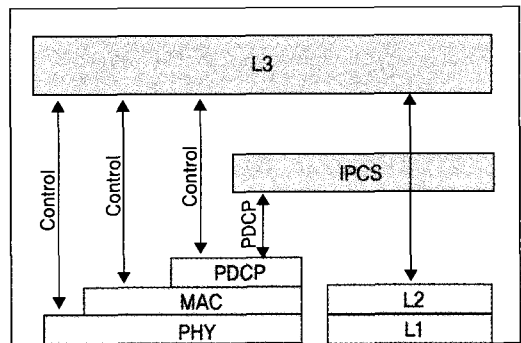 L3
Control
Control
Control
IPCS
PDCP
PDCP
MAC
PHY
L2
L1